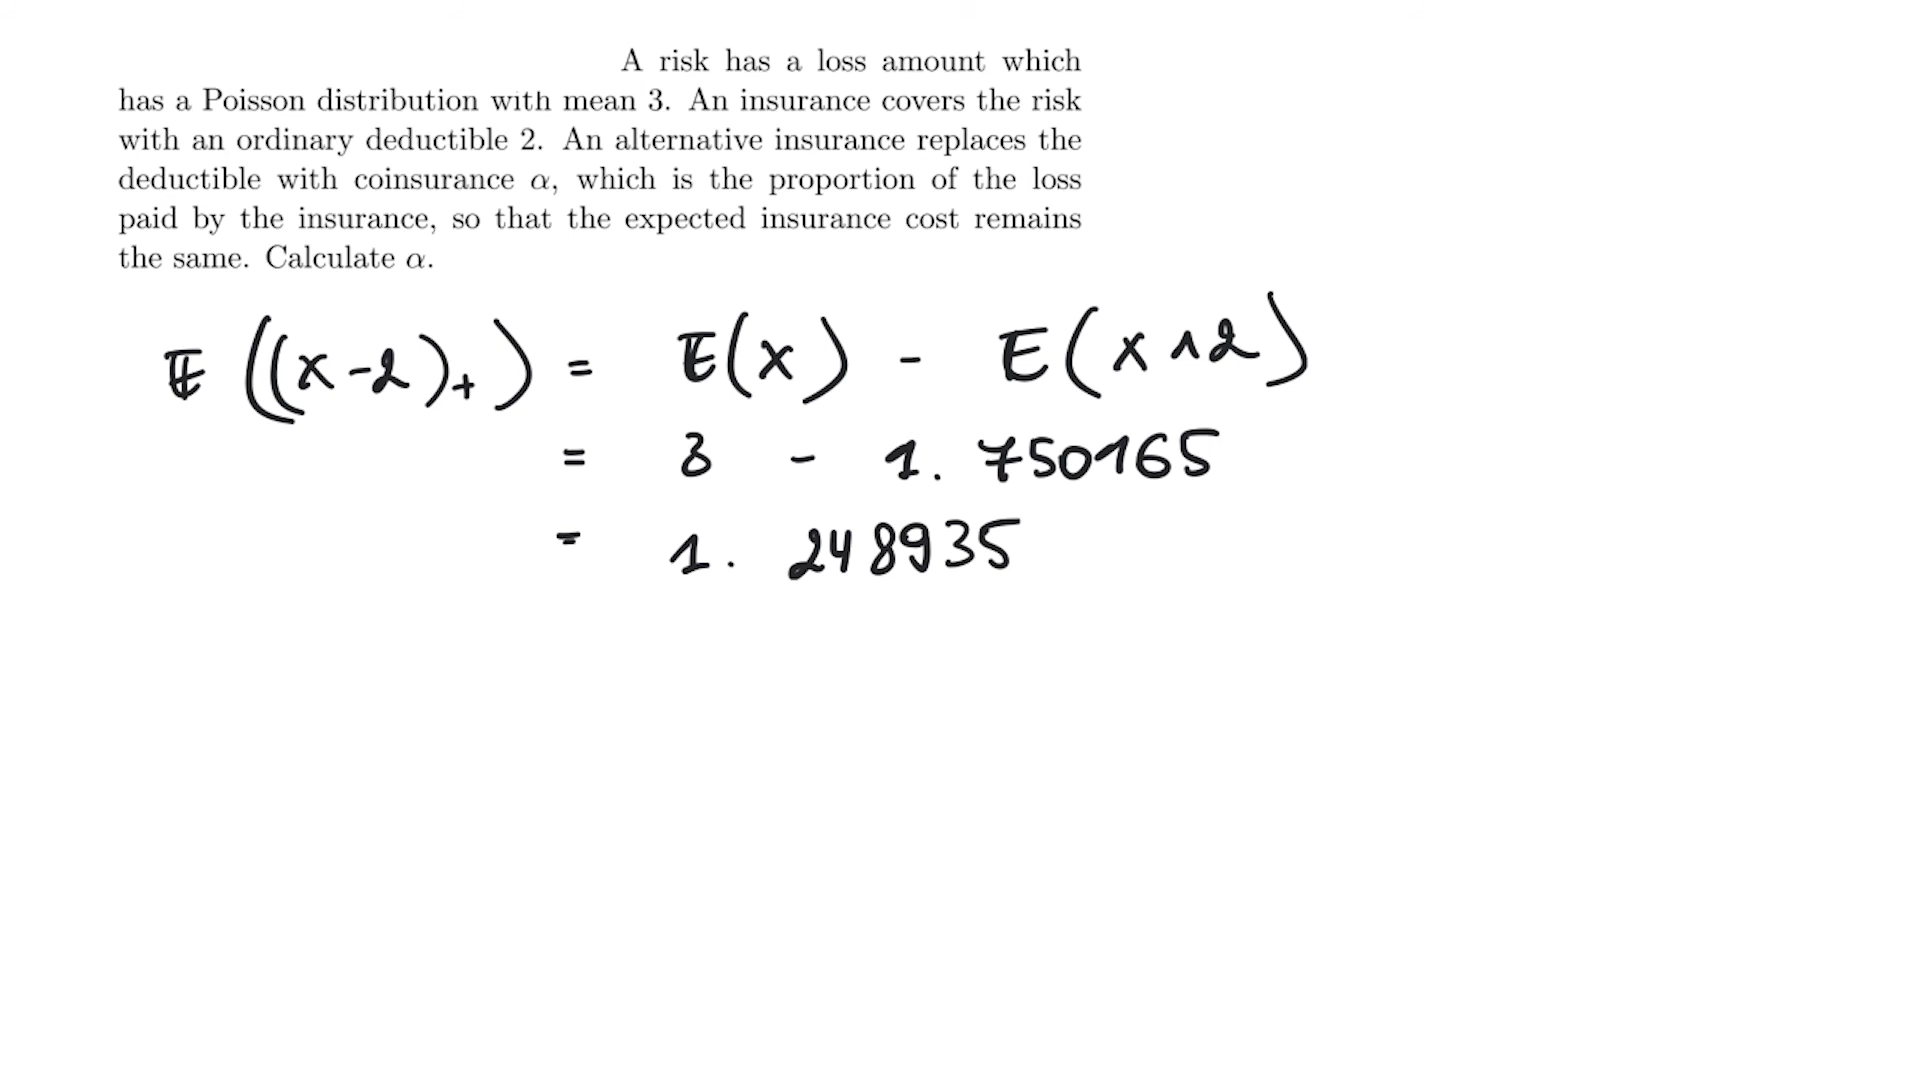 A risk has a loss amount which
has a Poisson distribution with mean 3. An insurance covers the risk
with an ordinary deductible 2. An alternative insurance replaces the
deductible with coinsurance α, which is the proportion of the loss
paid by the insurance, so that the expected insurance cost remains
the same. Calculate α.
E((x-2)+) = E(x) - E(x∧2)
= 3 - 1.750165
= 1.248935